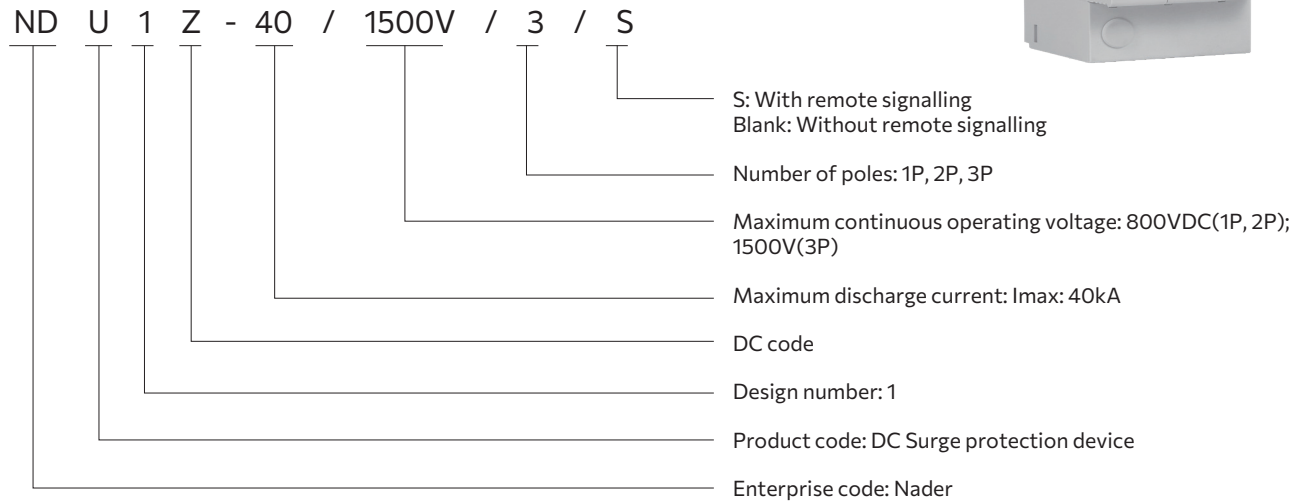 ND U 1 Z - 40 / 1500V / 3 / S
S: With remote signalling
Blank: Without remote signalling
Number of poles: 1P, 2P, 3P
Maximum continuous operating voltage: 800VDC(1P, 2P);
1500V(3P)
Maximum discharge current: Imax: 40kA
DC code
Design number: 1
Product code: DC Surge protection device
Enterprise code: Nader